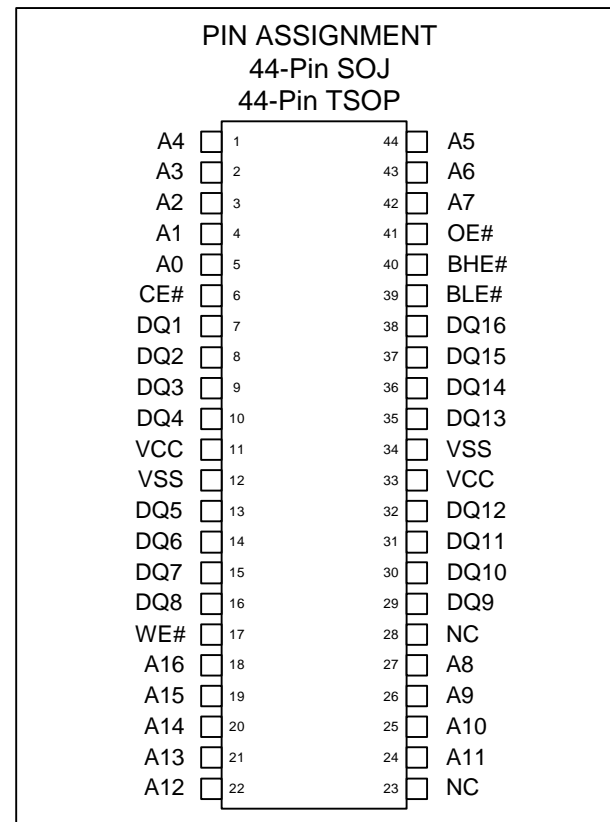 PIN ASSIGNMENT
44-Pin SOJ
44-Pin TSOP
A4 1 44 A5
A3 2 43 A6
A2 3 42 A7
A1 4 41 OE#
A0 5 40 BHE#
CE# 6 39 BLE#
DQ1 7 38 DQ16
DQ2 8 37 DQ15
DQ3 9 36 DQ14
DQ4 10 35 DQ13
VCC 11 34 VSS
VSS 12 33 VCC
DQ5 13 32 DQ12
DQ6 14 31 DQ11
DQ7 15 30 DQ10
DQ8 16 29 DQ9
WE# 17 28 NC
A16 18 27 A8
A15 19 26 A9
A14 20 25 A10
A13 21 24 A11
A12 22 23 NC